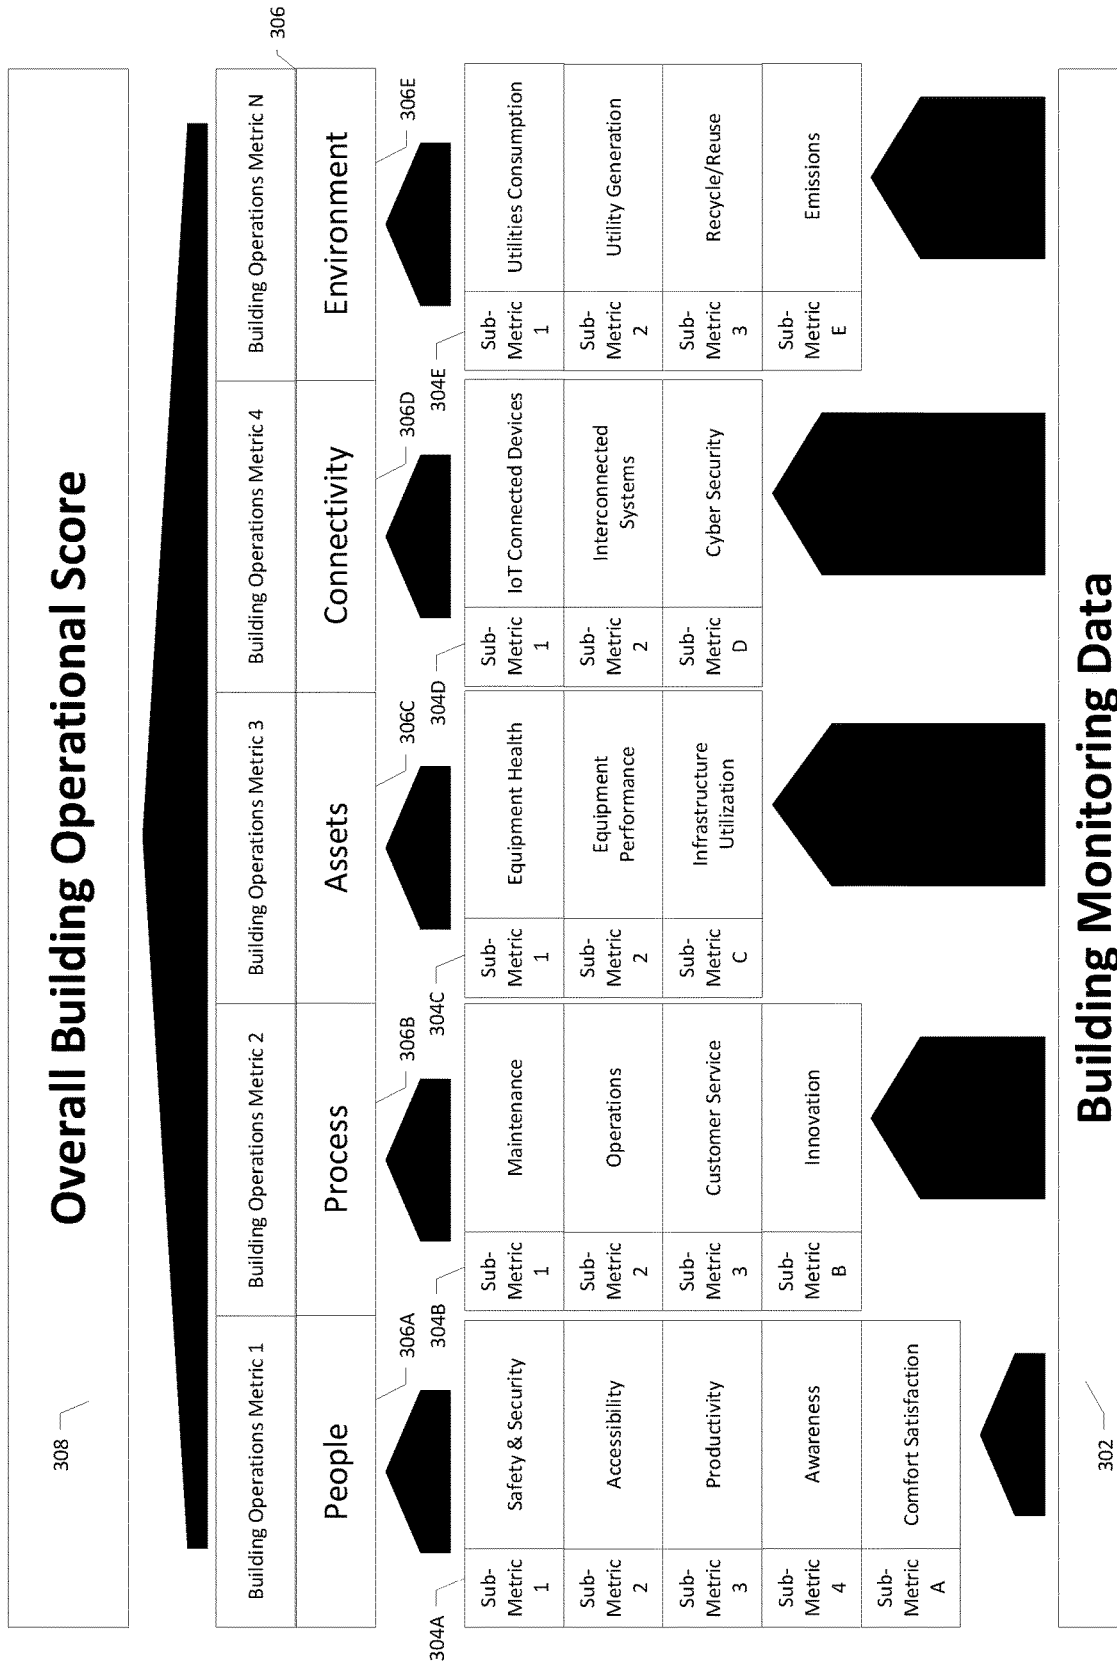 308
Overall Building Operational Score
306
Building Operations Metric 1
Building Operations Metric 2
Building Operations Metric 3
Building Operations Metric 4
Building Operations Metric N
People
Process
Assets
Connectivity
Environment
306A
306B
306C
306D
306E
304A
304B
304C
304D
304E
Sub-
Metric
1
Safety & Security
Sub-
Metric
2
Accessibility
Sub-
Metric
3
Productivity
Sub-
Metric
4
Awareness
Sub-
Metric
A
Comfort Satisfaction
Sub-
Metric
1
Maintenance
Sub-
Metric
2
Operations
Sub-
Metric
3
Customer Service
Sub-
Metric
B
Innovation
Sub-
Metric
1
Equipment Health
Sub-
Metric
2
Equipment
Performance
Sub-
Metric
C
Infrastructure
Utilization
Sub-
Metric
1
IoT Connected Devices
Sub-
Metric
2
Interconnected
Systems
Sub-
Metric
D
Cyber Security
Sub-
Metric
1
Utilities Consumption
Sub-
Metric
2
Utility Generation
Sub-
Metric
3
Recycle/Reuse
Sub-
Metric
E
Emissions
302
Building Monitoring Data